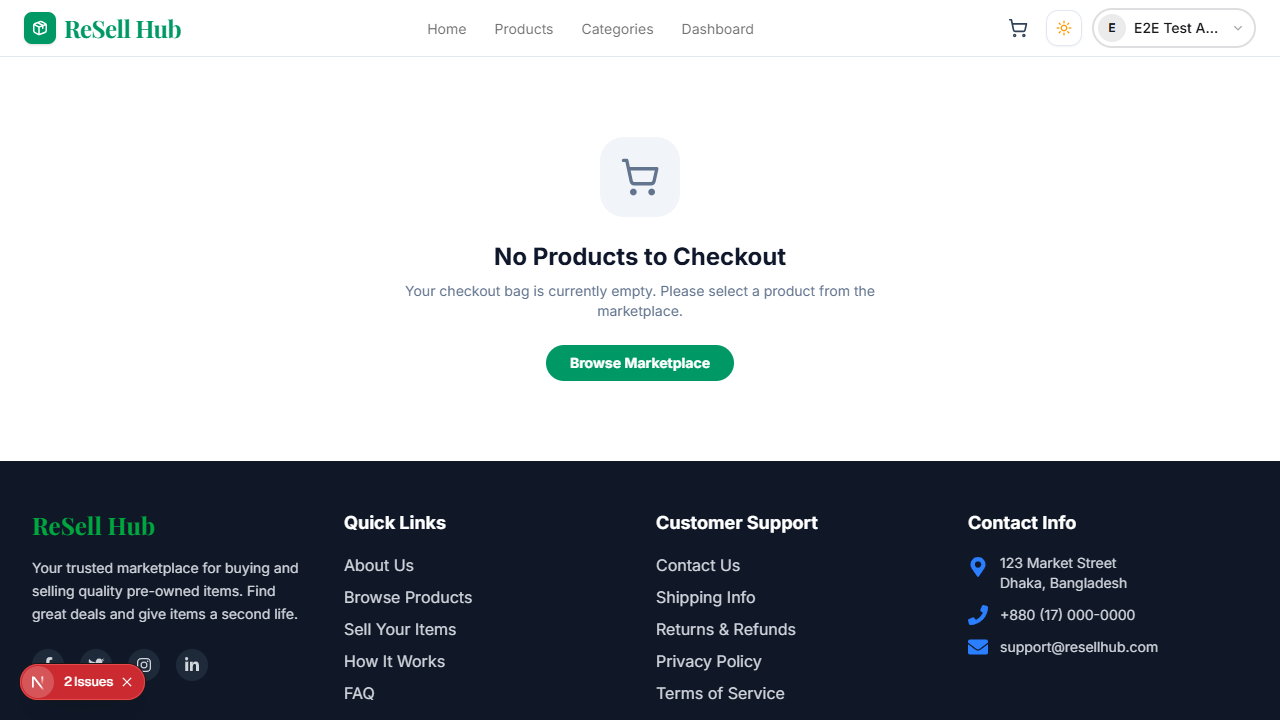 ReSell Hub
Home
Products
Categories
Dashboard
E
E2E Test A...
No Products to Checkout
Your checkout bag is currently empty. Please select a product from the
marketplace.
Browse Marketplace
ReSell Hub
Your trusted marketplace for buying and
selling quality pre-owned items. Find
great deals and give items a second life.
Quick Links
About Us
Browse Products
Sell Your Items
How It Works
FAQ
Customer Support
Contact Us
Shipping Info
Returns & Refunds
Privacy Policy
Terms of Service
Contact Info
123 Market Street
Dhaka, Bangladesh
+880 (17) 000-0000
support@resellhub.com
N
2 Issues